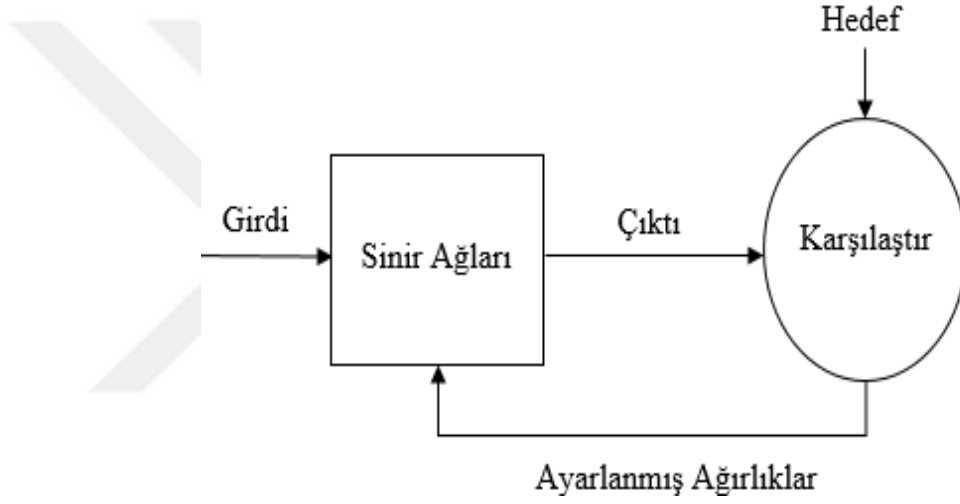 Hedef
Girdi
Sinir Ağları
Çıktı
Karşılaştır
Ayarlanmış Ağırlıklar